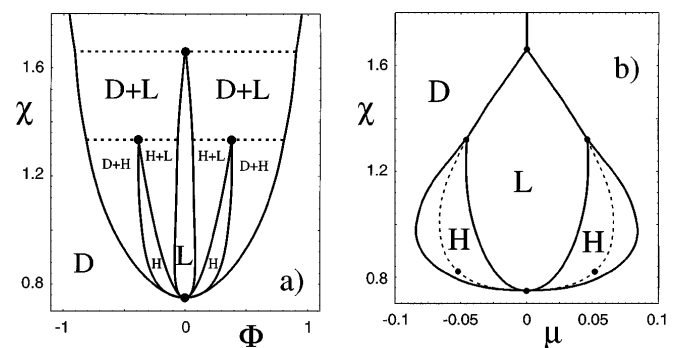 1.6
1.2
0.8
χ
-1
0
1
Φ
D+L
D+L
D+H
H+L
H+L
D+H
D
H
L
H
a)
1.6
1.2
0.8
χ
-0.1
-0.05
0
0.05
0.1
μ
D
b)
L
H
H